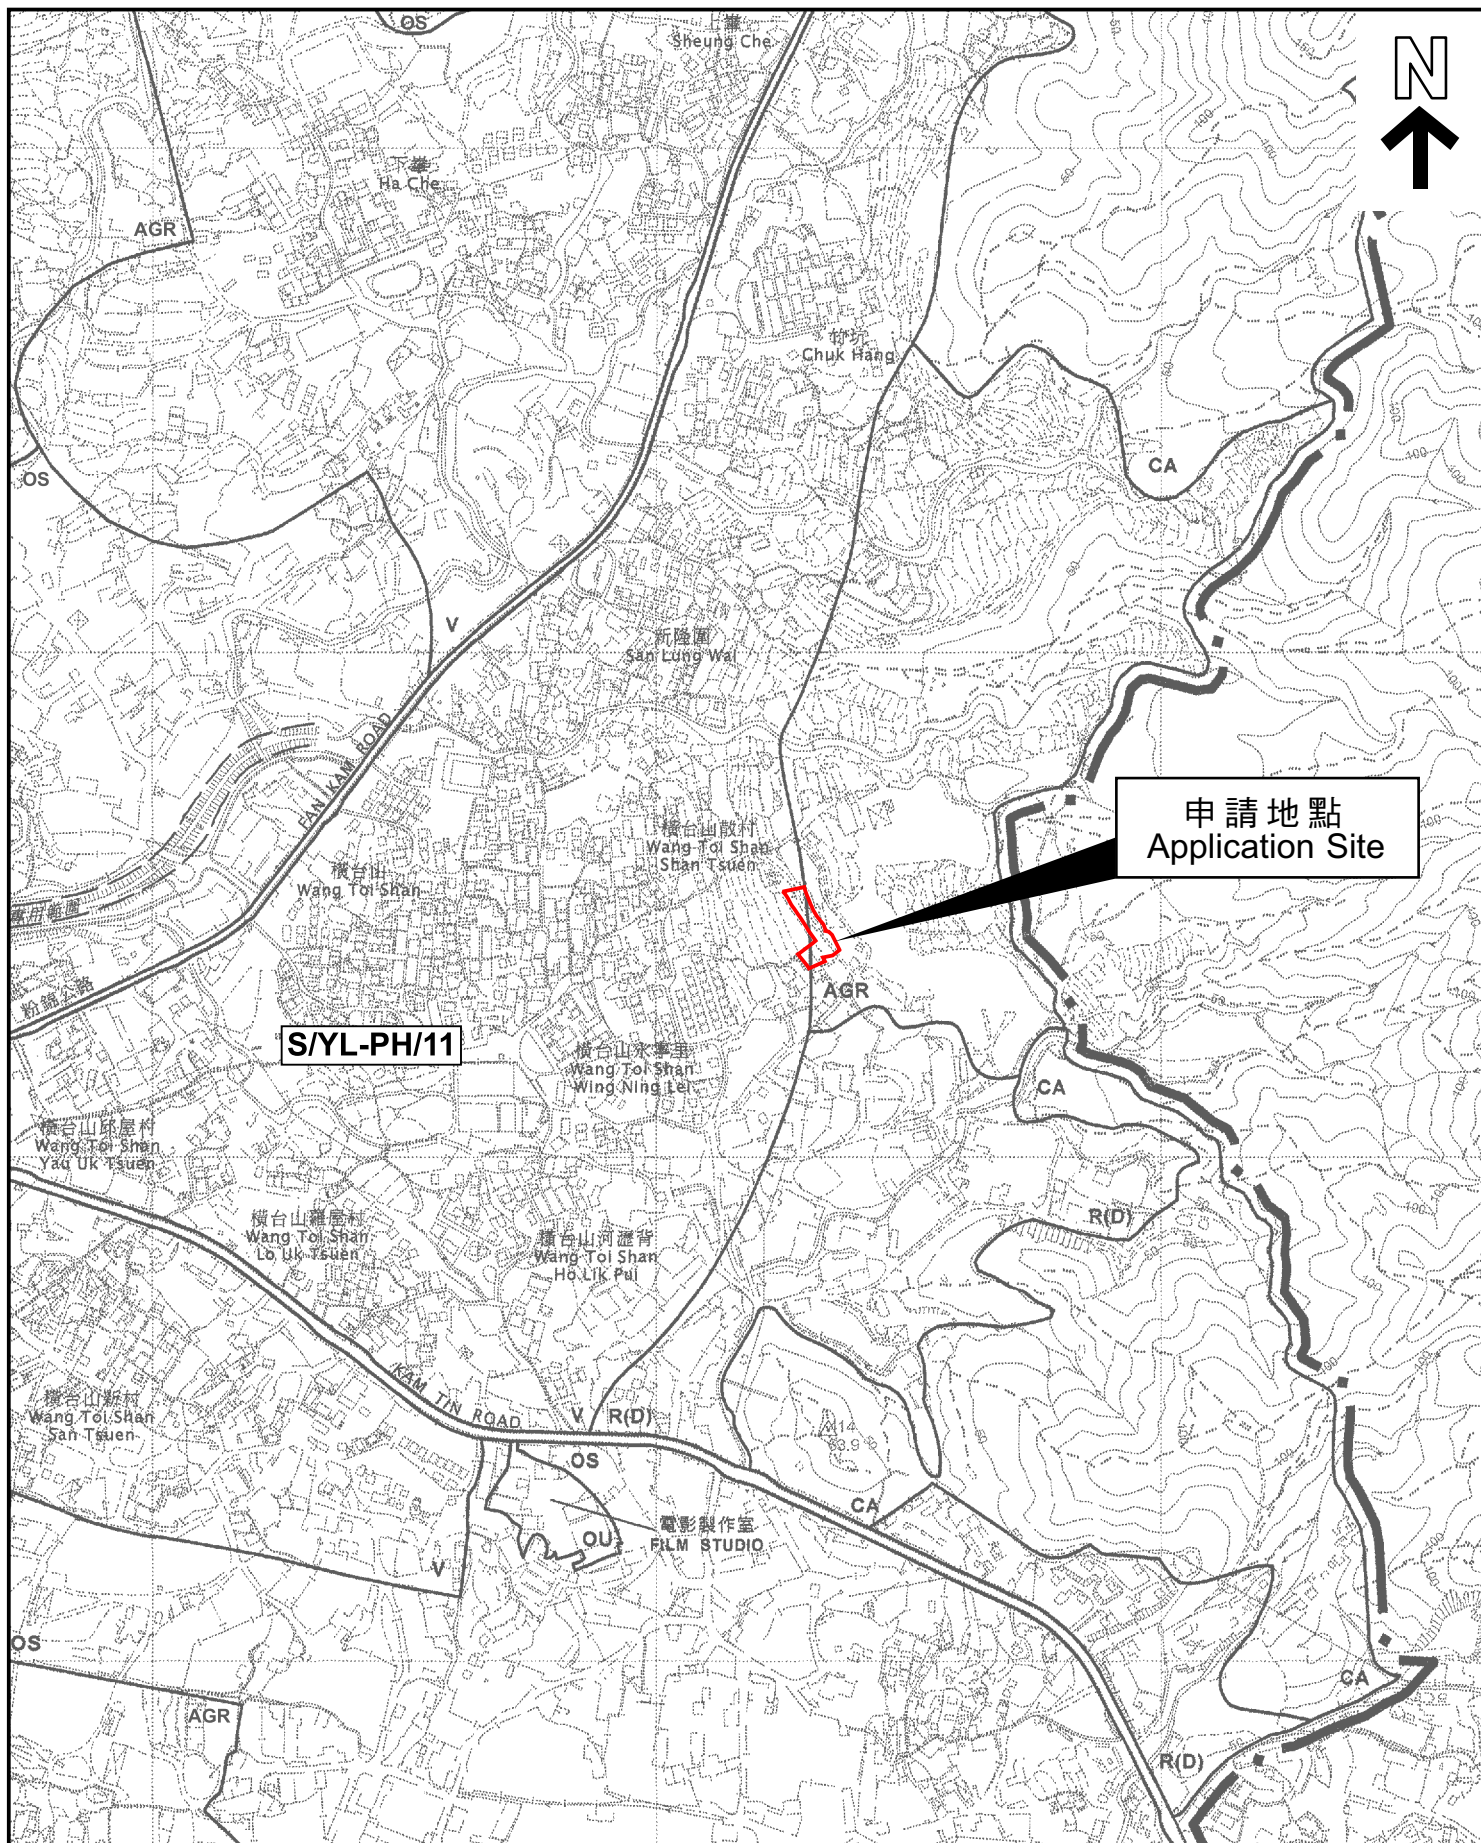 OS
上輋
Sheung Che
N
下輋
Ha Che
AGR
竹坑
Chuk Hang
CA
OS
V
新隆圍
San Lung Wai
FAN KAM ROAD
申請地點
Application Site
橫台山散村
Wang Toi Shan
Shan Tsuen
橫台山
Wang Toi Shan
專用範圍
粉錦公路
AGR
S/YL-PH/11
橫台山永寧里
Wang Toi Shan
Wing Ning Lei
CA
橫台山邱屋村
Wang Toi Shan
Yau Uk Tsuen
橫台山羅屋村
Wang Toi Shan
Lo Uk Tsuen
橫台山河瀝背
Wang Toi Shan
Ho Lik Pui
R(D)
橫台山新村
Wang Toi Shan
San Tsuen
KAM TIN ROAD
V
R(D)
OS
CA
電影製作室
FILM STUDIO
OU
V
OS
AGR
CA
R(D)